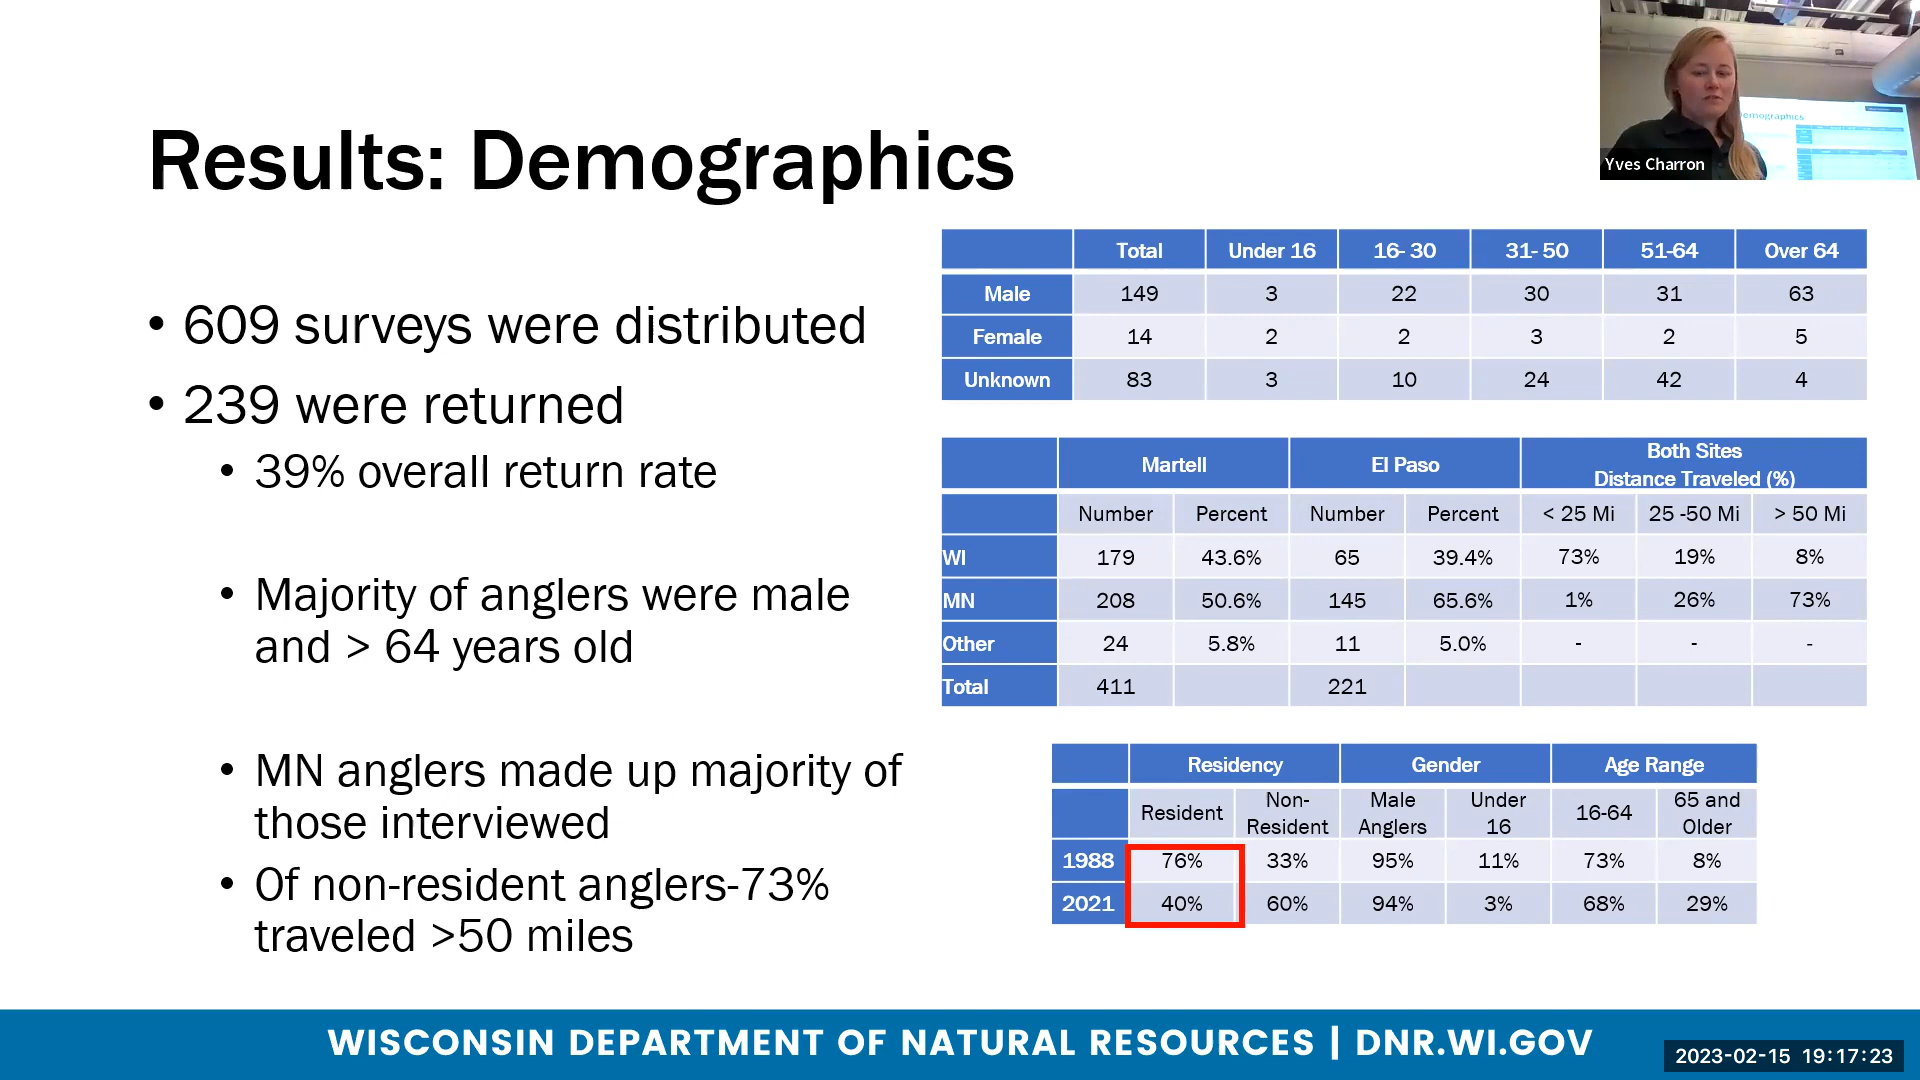 Results: Demographics
• 609 surveys were distributed
• 239 were returned
• 39% overall return rate
• Majority of anglers were male
and > 64 years old
• MN anglers made up majority of
those interviewed
• Of non-resident anglers-73%
traveled >50 miles
Yves Charron
Demographics
Total Under 16 16- 30 31- 50 51-64 Over 64
Male 149 3 22 30 31 63
Female 14 2 2 3 2 5
Unknown 83 3 10 24 42 4
Martell El Paso Both Sites
Distance Traveled (%)
Number Percent Number Percent < 25 Mi 25 -50 Mi > 50 Mi
WI 179 43.6% 65 39.4% 73% 19% 8%
MN 208 50.6% 145 65.6% 1% 26% 73%
Other 24 5.8% 11 5.0% - - -
Total 411 221
Residency Gender Age Range
Resident Non-
Resident Male
Anglers Under
16 16-64 65 and
Older
1988 76% 33% 95% 11% 73% 8%
2021 40% 60% 94% 3% 68% 29%
WISCONSIN DEPARTMENT OF NATURAL RESOURCES | DNR.WI.GOV
2023-02-15 19:17:23